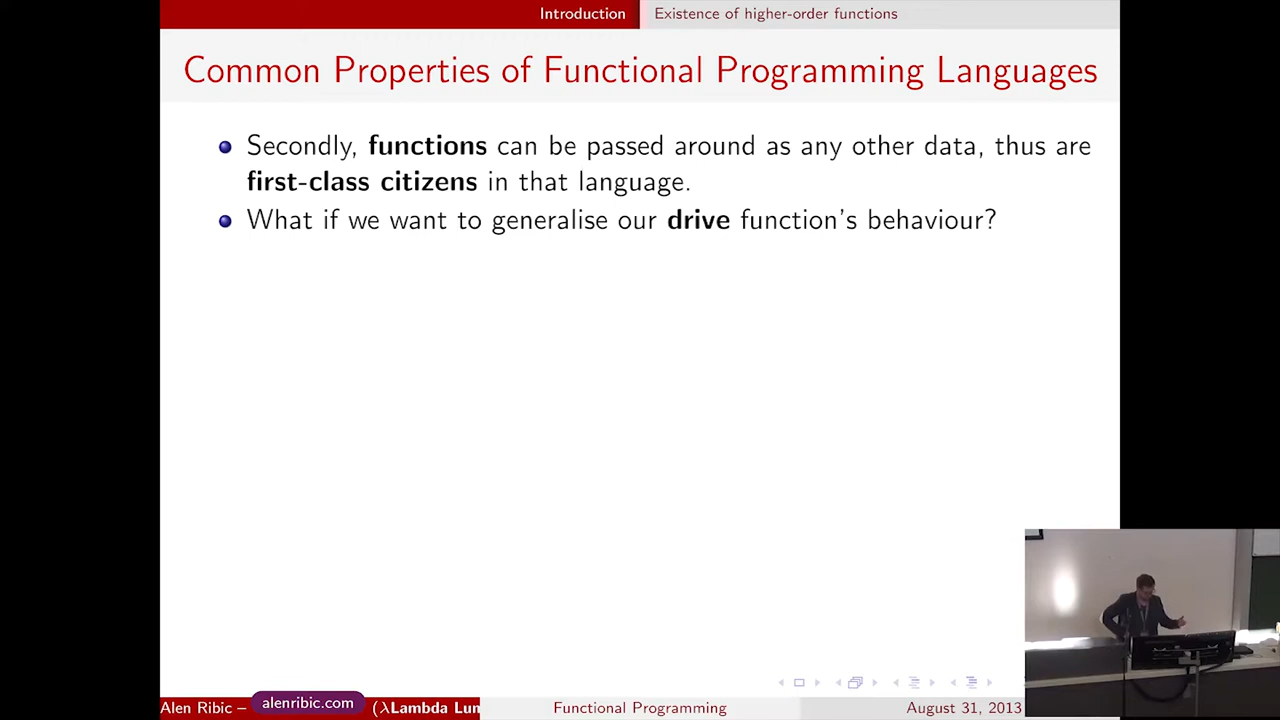 Introduction Existence of higher-order functions
Common Properties of Functional Programming Languages
Secondly, functions can be passed around as any other data, thus are
first-class citizens in that language.
What if we want to generalise our drive function's behaviour?
Alen Ribic – alenribic.com (λLambda Lun Functional Programming August 31, 2013